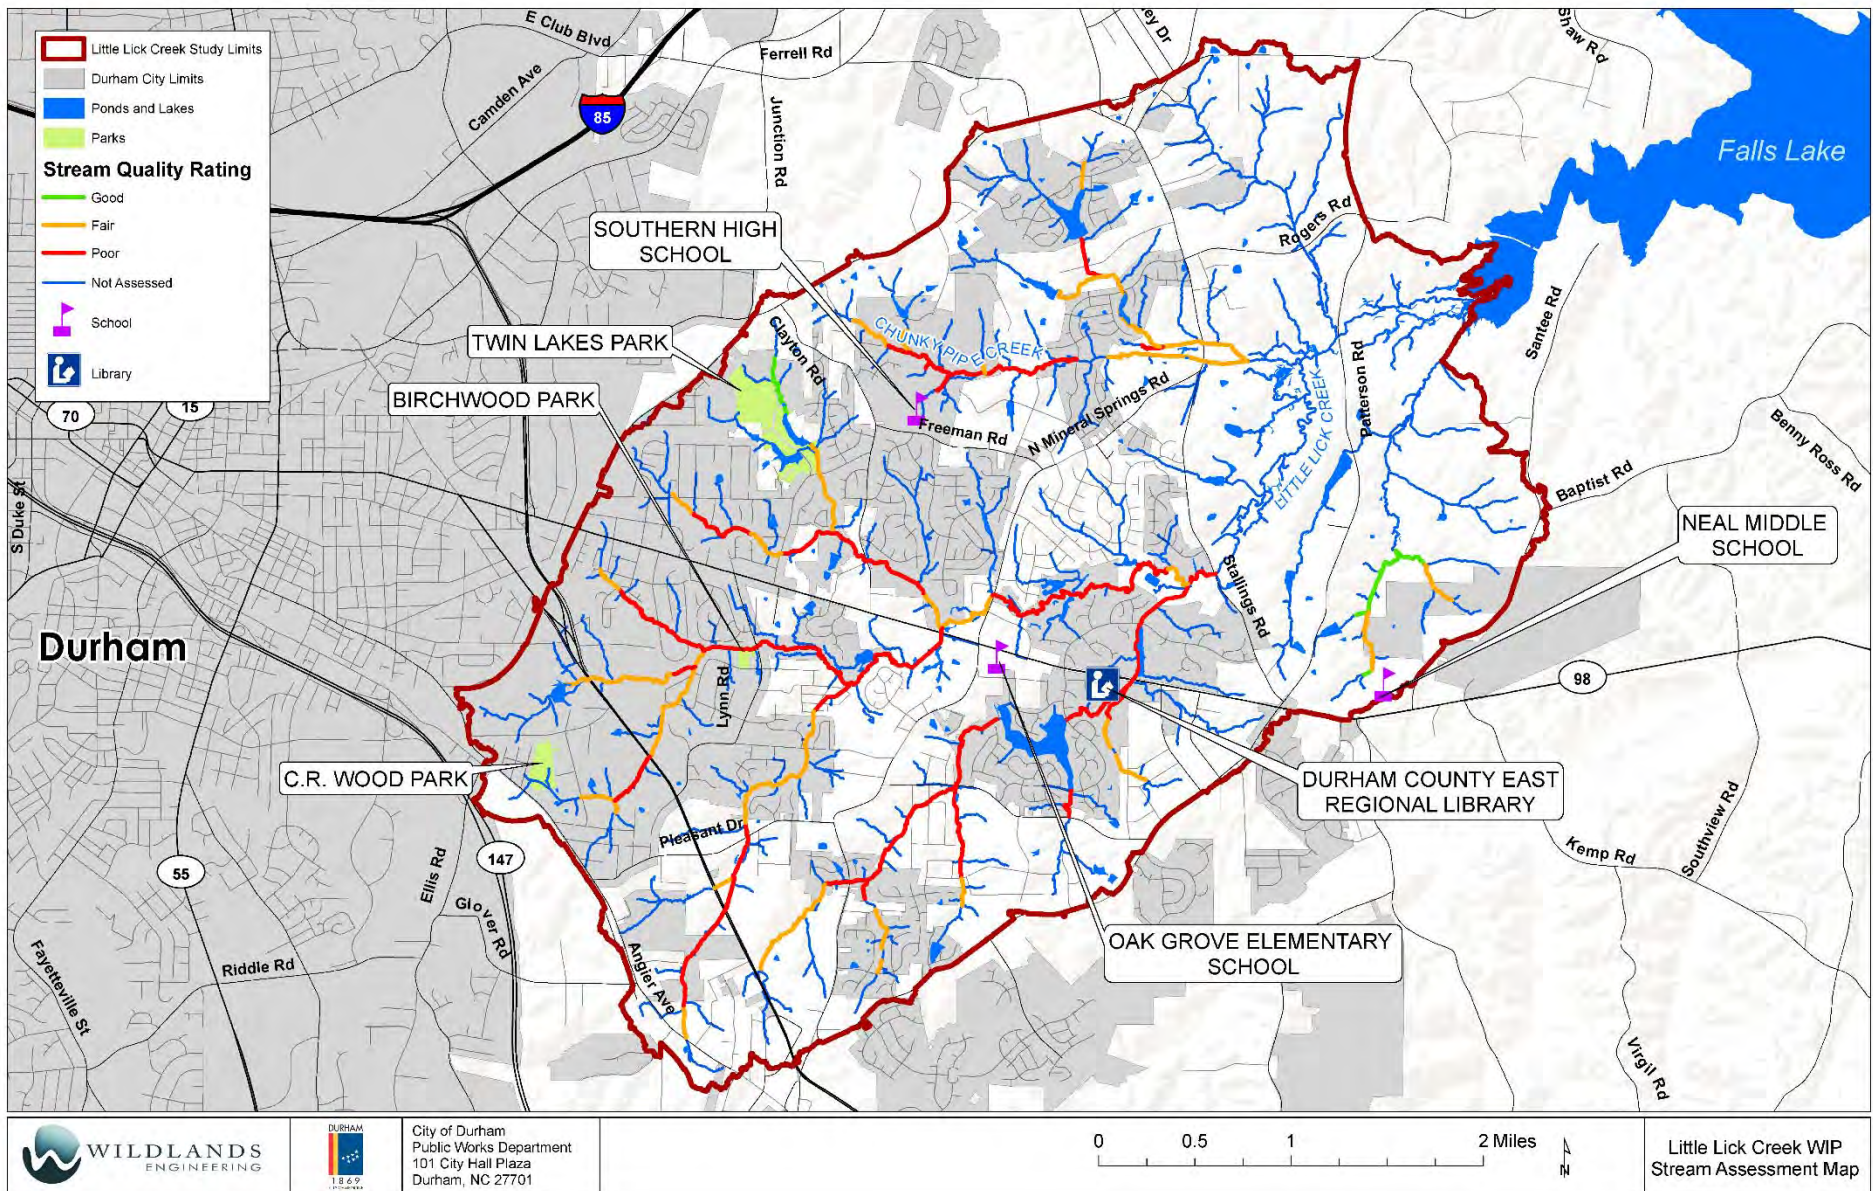 Little Lick Creek Study Limits
Durham City Limits
Ponds and Lakes
Parks
Stream Quality Rating
Good
Fair
Poor
Not Assessed
School
Library
E Club Blvd
Camden Ave
85
Ferrell Rd
Junction Rd
ey Dr
Shaw Rd
Falls Lake
SOUTHERN HIGH
SCHOOL
Rogers Rd
TWIN LAKES PARK
Clayton Rd
CHUNKY PIPE CREEK
Santee Rd
BIRCHWOOD PARK
70
15
Freeman Rd
N Mineral Springs Rd
Patterson Rd
LITTLE LICK CREEK
Benny Ross Rd
Baptist Rd
S Duke St
NEAL MIDDLE
SCHOOL
Stallings Rd
Durham
Lynn Rd
98
C.R. WOOD PARK
DURHAM COUNTY EAST
REGIONAL LIBRARY
Pleasant Dr
Southview Rd
Kemp Rd
147
55
Ellis Rd
Glover Rd
OAK GROVE ELEMENTARY
SCHOOL
Riddle Rd
Angier Ave
Fayetteville St
Virgil Rd
WILDLANDS
ENGINEERING
DURHAM
1869
City of Durham
Public Works Department
101 City Hall Plaza
Durham, NC 27701
0 0.5 1 2 Miles
N
Little Lick Creek WIP
Stream Assessment Map